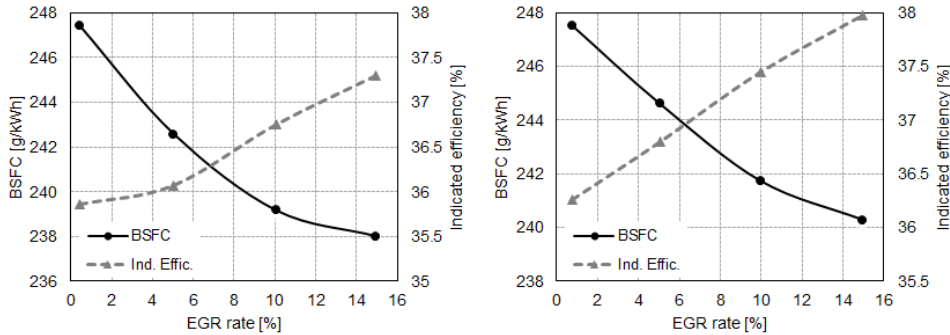 248
246
244
242
240
238
236
BSFC [g/kWh]
38
37.5
37
36.5
36
35.5
35
Indicated efficiency [%]
BSFC
Ind. Effic.
0 2 4 6 8 10 12 14 16
EGR rate [%]
248
246
244
242
240
238
BSFC [g/kWh]
38
37.5
37
36.5
36
35.5
Indicated efficiency [%]
BSFC
Ind. Effic.
0 2 4 6 8 10 12 14 16
EGR rate [%]